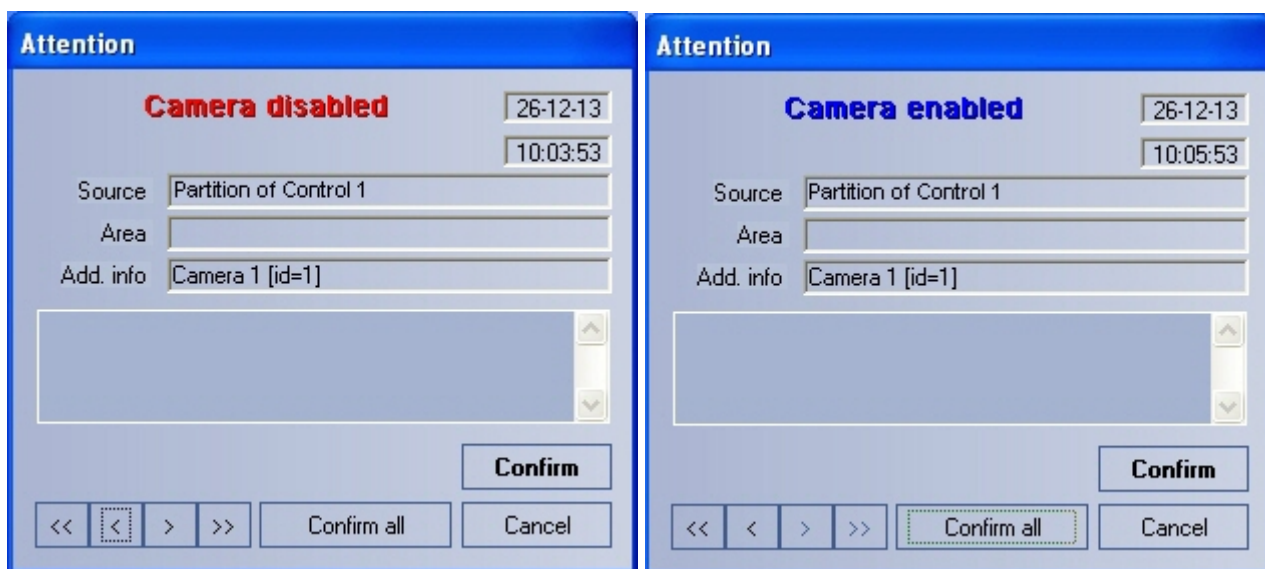 Attention
Camera disabled
26-12-13
10:03:53
Source Partition of Control 1
Area
Add. info Camera 1 [id=1]
Confirm
<< < > >> Confirm all Cancel
Attention
Camera enabled
26-12-13
10:05:53
Source Partition of Control 1
Area
Add. info Camera 1 [id=1]
Confirm
<< < > >> Confirm all Cancel